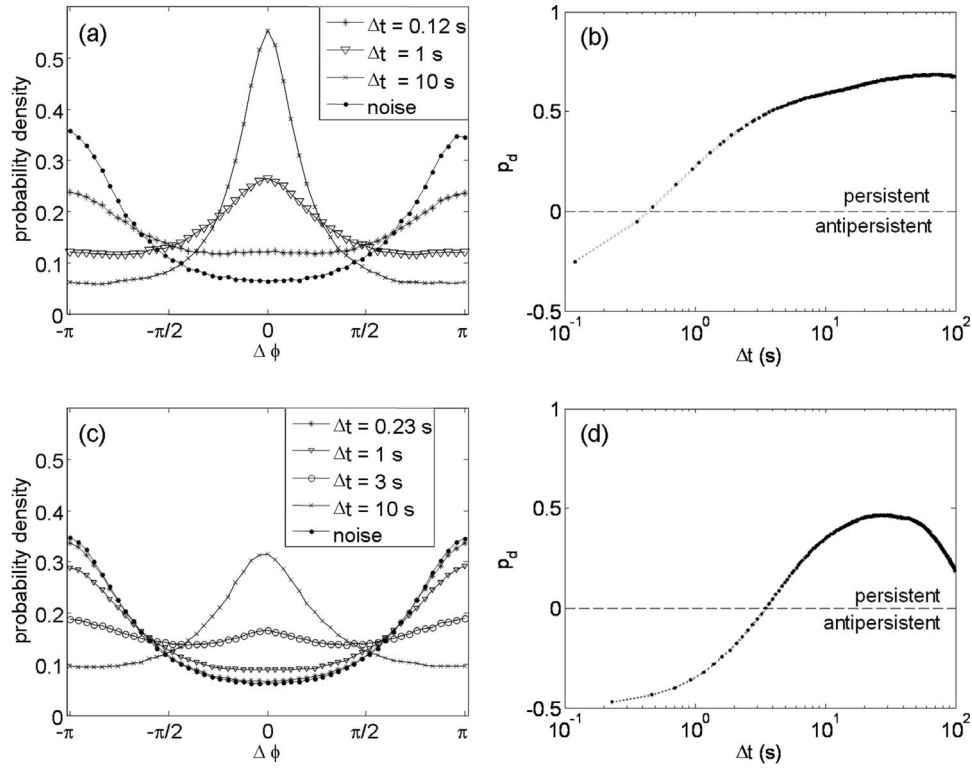 (a)
Δt = 0.12 s
Δt = 1 s
Δt = 10 s
noise
probability density
0.5
0.4
0.3
0.2
0.1
0
-π
-π/2
0
π/2
π
Δ ϕ
(b)
p_d
1
0.5
0
-0.5
persistent
antipersistent
10^-1
10^0
10^1
10^2
Δt (s)
(c)
Δt = 0.23 s
Δt = 1 s
Δt = 3 s
Δt = 10 s
noise
probability density
0.5
0.4
0.3
0.2
0.1
0
-π
-π/2
0
π/2
π
Δ ϕ
(d)
p_d
1
0.5
0
-0.5
persistent
antipersistent
10^-1
10^0
10^1
10^2
Δt (s)